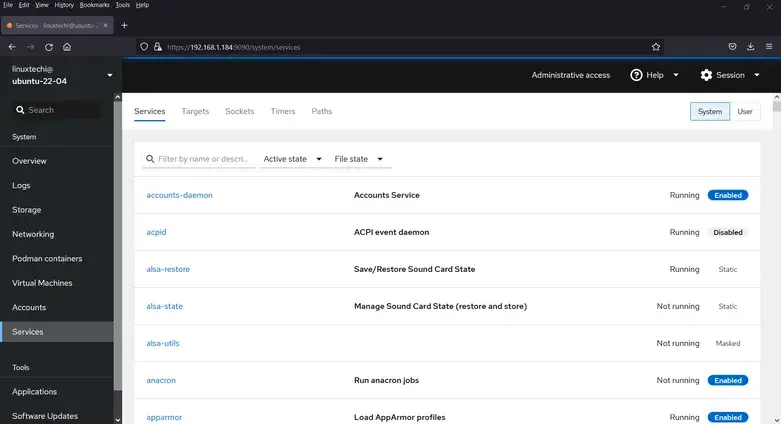 File Edit View History Bookmarks Tools Help
Services - linuxtechi@ubuntu-2
https://192.168.1.184:9090/system/services
linuxtechi@
ubuntu-22-04
Administrative access
Help
Session
Search
System
Overview
Logs
Storage
Networking
Podman containers
Virtual Machines
Accounts
Services
Tools
Applications
Software Updates
Services Targets Sockets Timers Paths
System User
Filter by name or descri...
Active state
File state
accounts-daemon Accounts Service Running Enabled
acpid ACPI event daemon Running Disabled
alsa-restore Save/Restore Sound Card State Running Static
alsa-state Manage Sound Card State (restore and store) Not running Static
alsa-utils Not running Masked
anacron Run anacron jobs Not running Enabled
apparmor Load AppArmor profiles Running Enabled